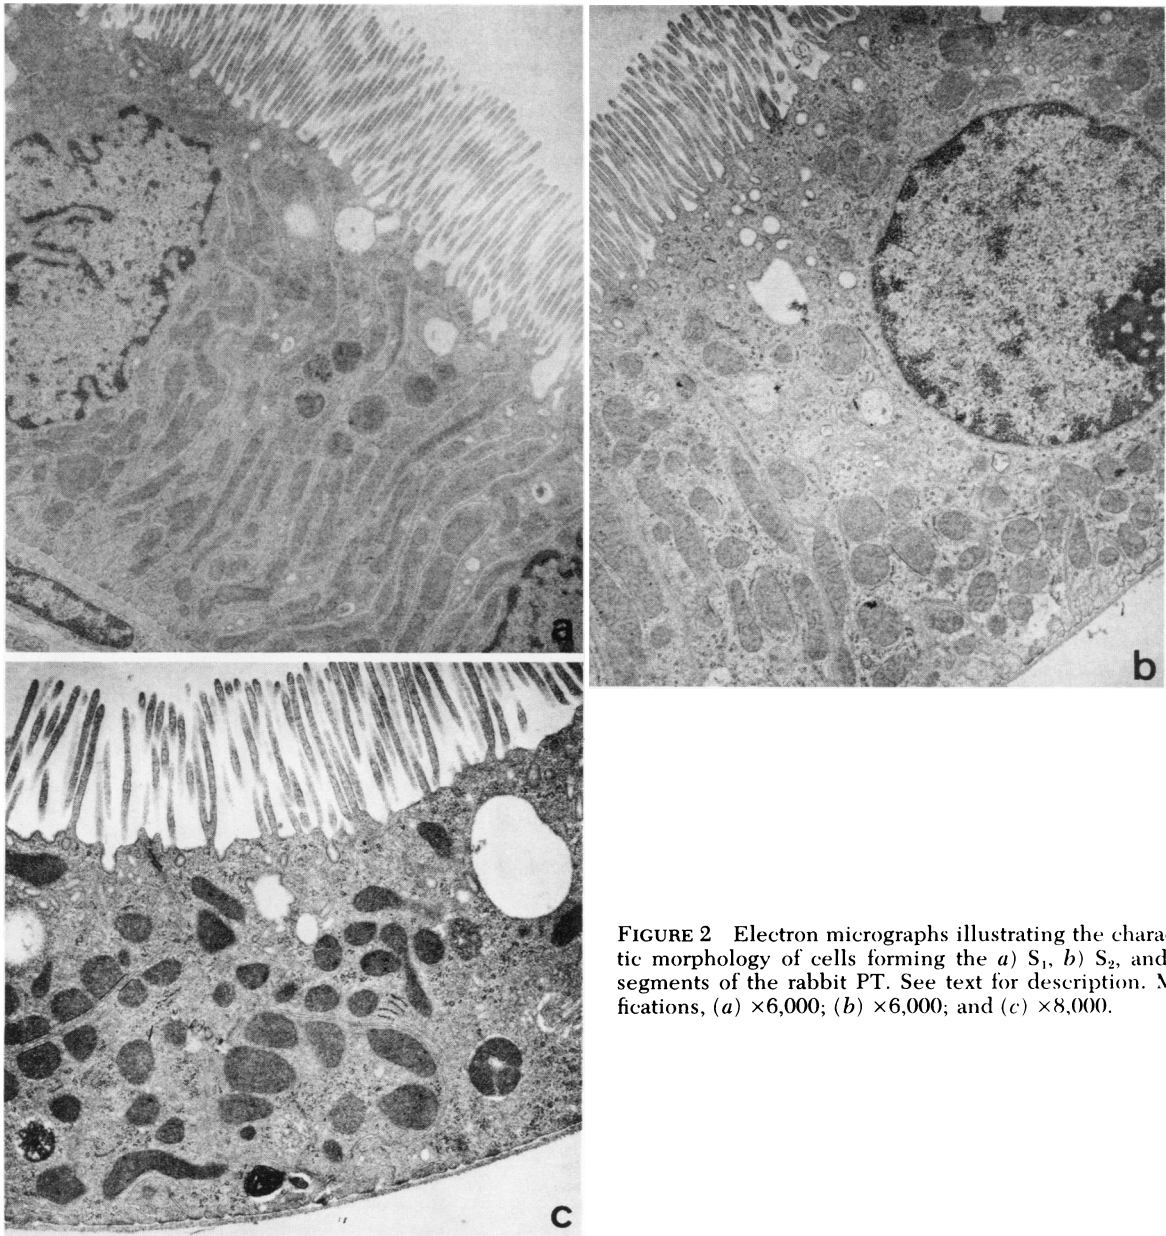 a
b
c
FIGURE 2 Electron micrographs illustrating the chara
tic morphology of cells forming the a) S₁, b) S₂, and
segments of the rabbit PT. See text for description.
fications, (a) ×6,000; (b) ×6,000; and (c) ×8,000.